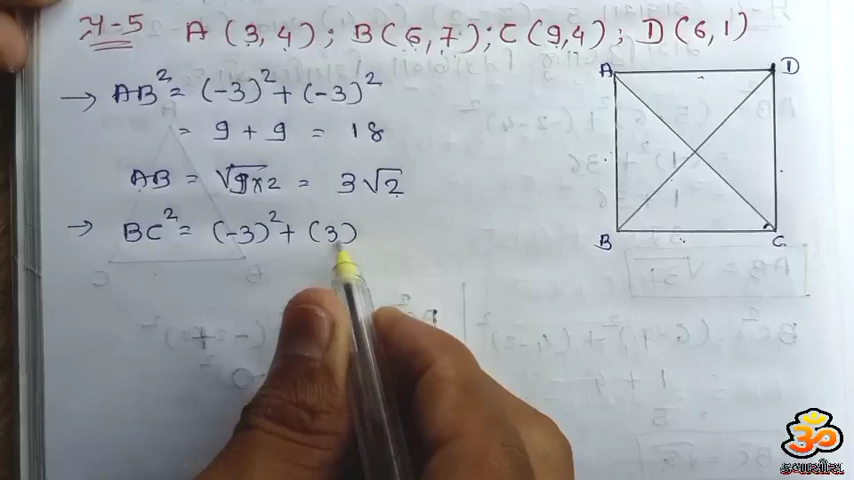 A (3,4) ; B(6,7) ; C(9,4) ; D(6,1)
→ AB² = (-3)² + (-3)²
= 9 + 9 = 18
AB = √9×2 = 3√2
→ BC² = (-3)² + (3)
A D
B C
ૐ